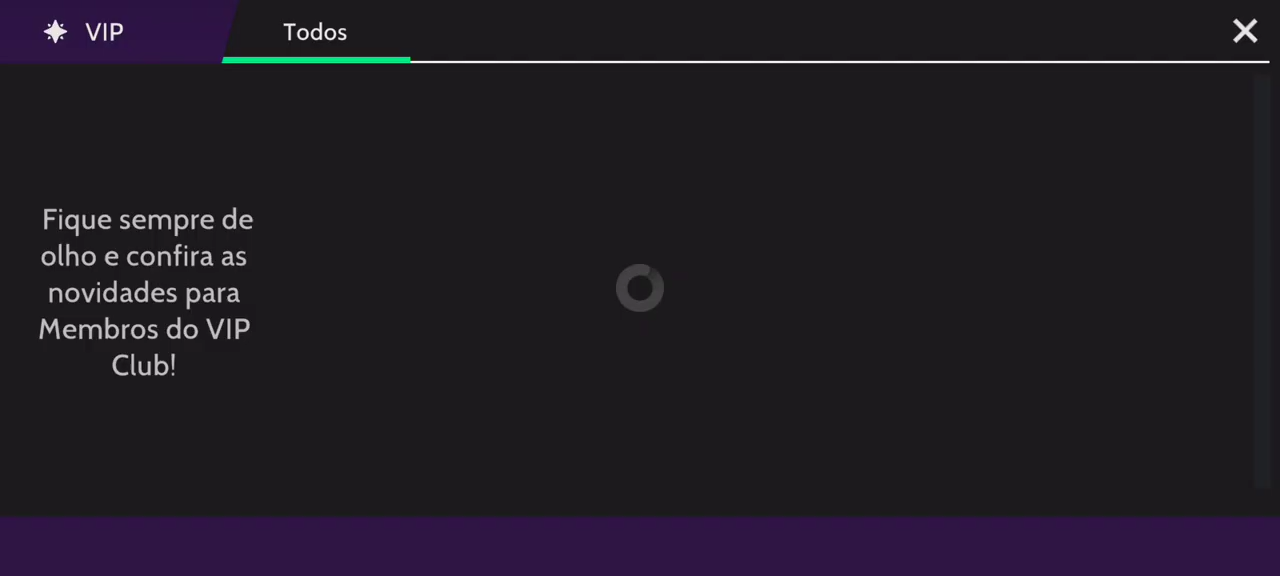 VIP
Todos
Fique sempre de
olho e confira as
novidades para
Membros do VIP
Club!